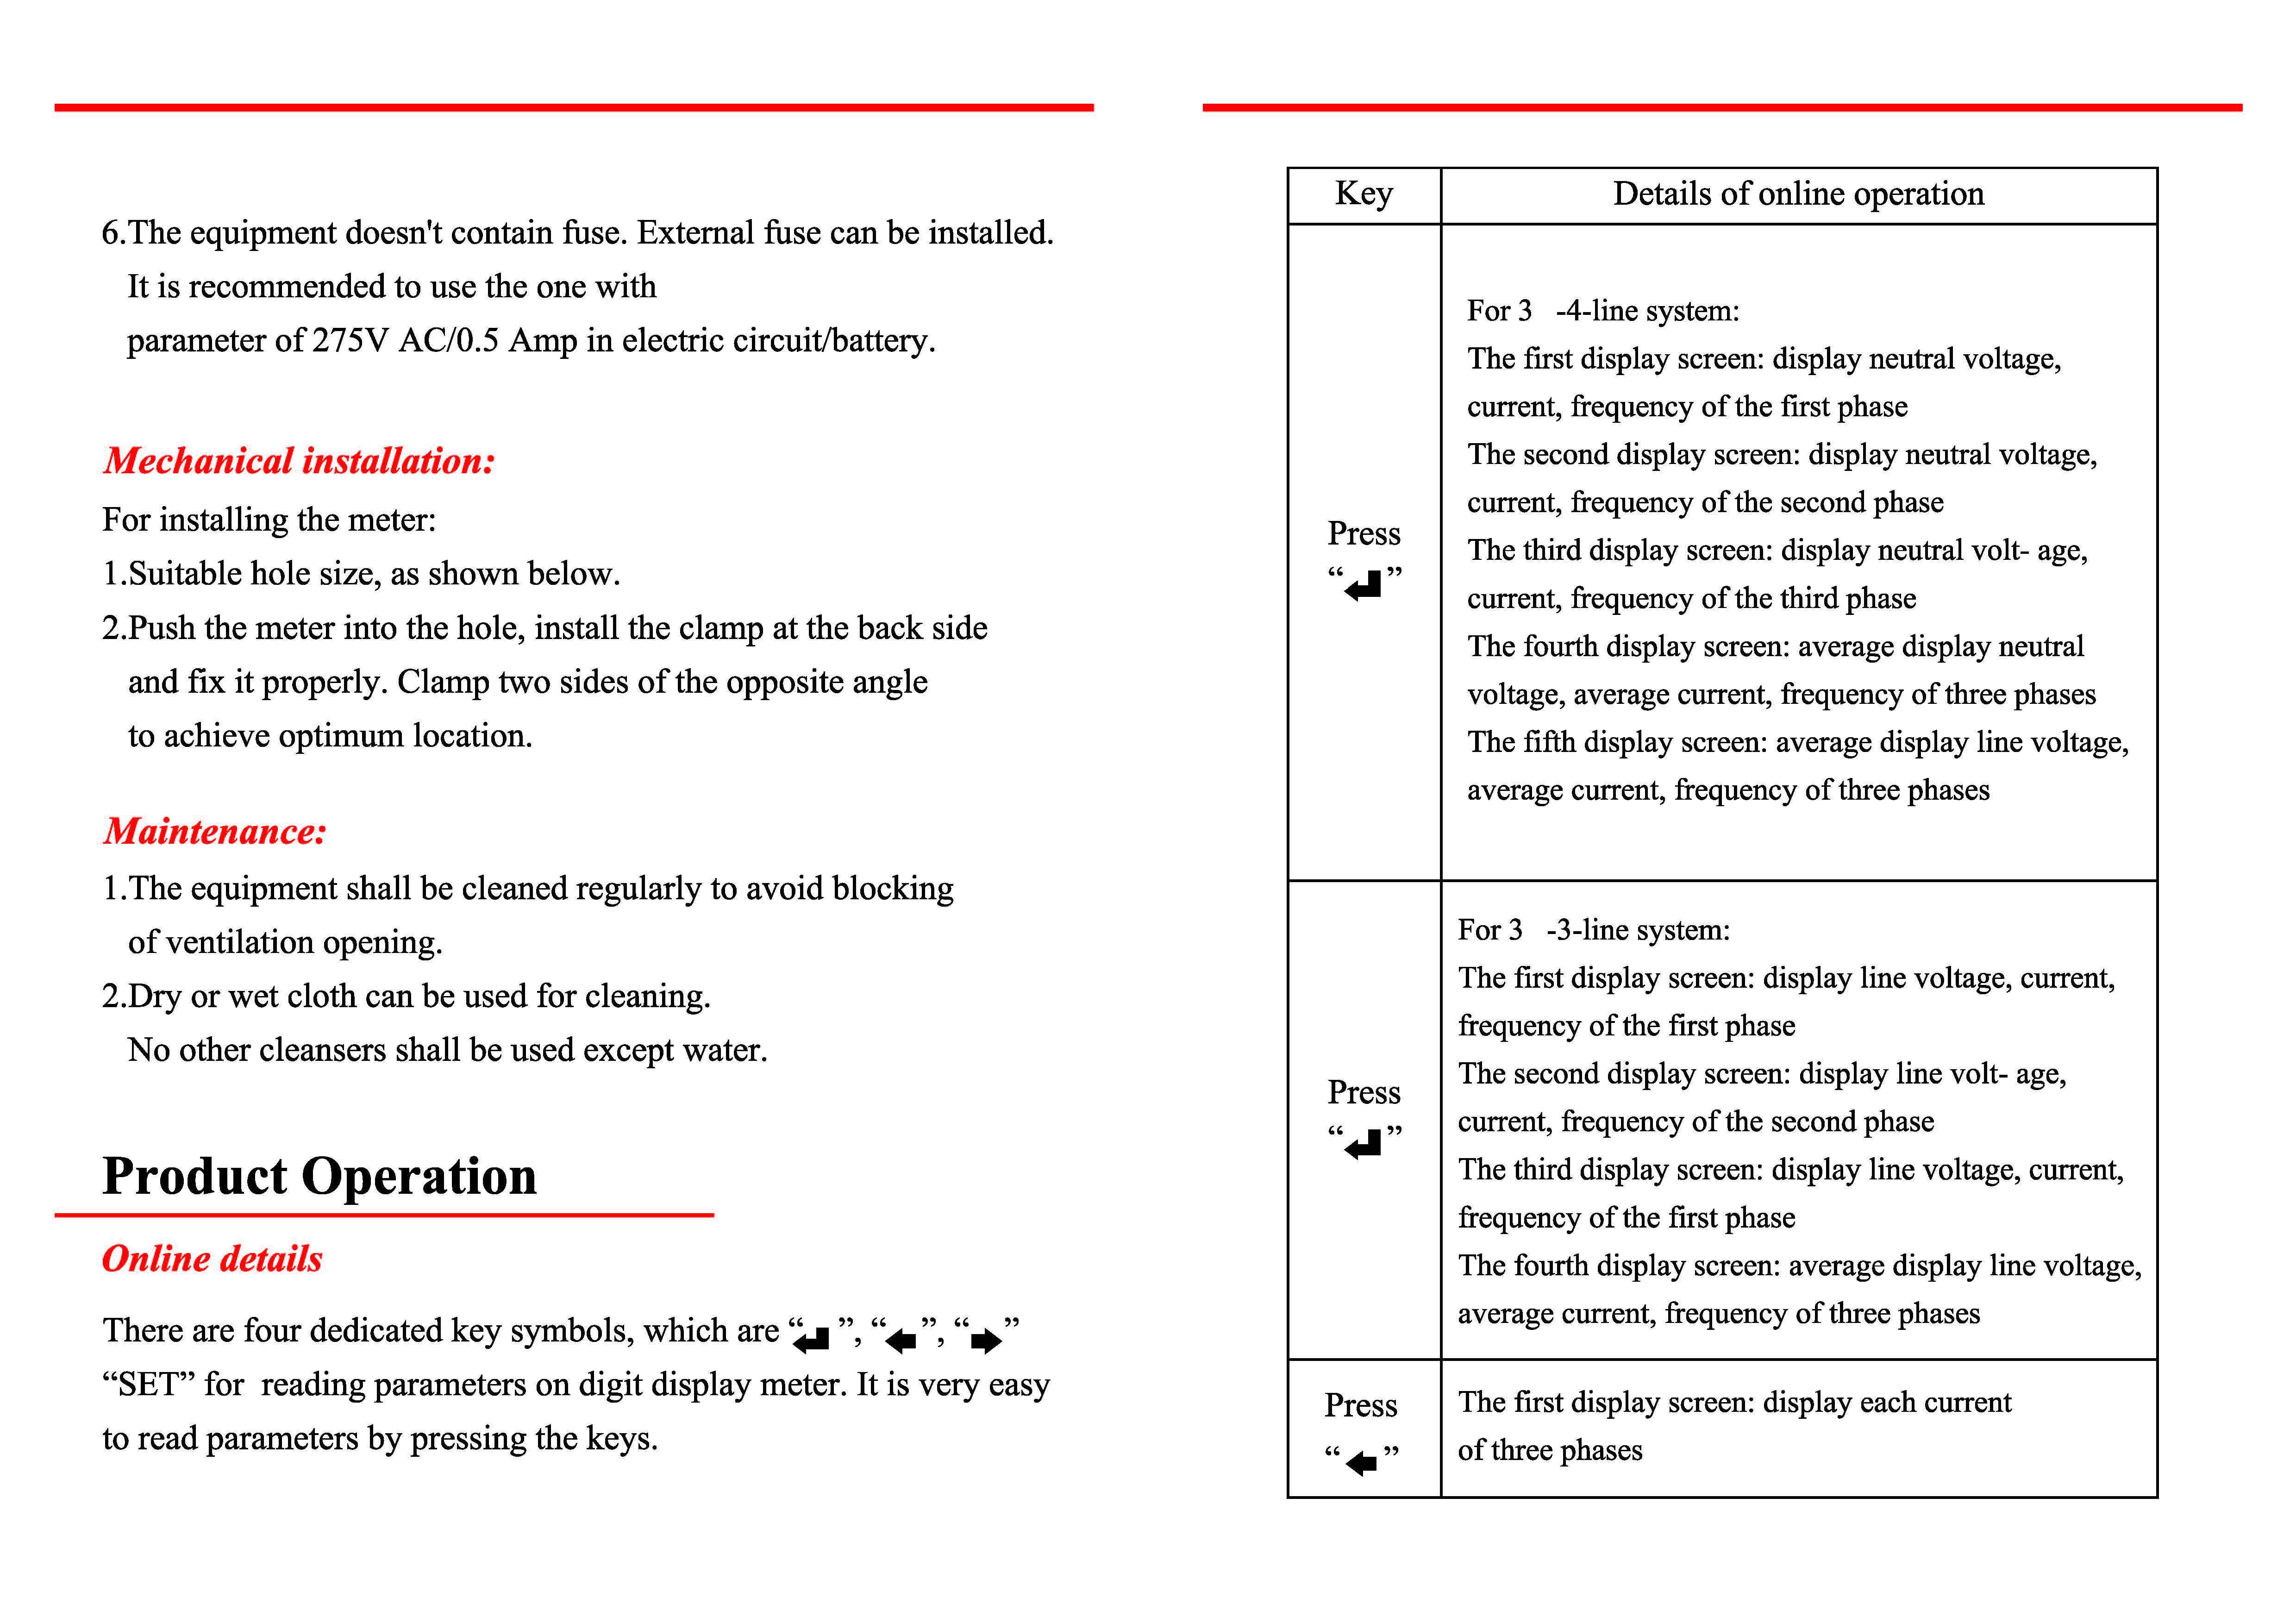 6.The equipment doesn't contain fuse. External fuse can be installed.
It is recommended to use the one with
parameter of 275V AC/0.5 Amp in electric circuit/battery.
Mechanical installation:
For installing the meter:
1.Suitable hole size, as shown below.
2.Push the meter into the hole, install the clamp at the back side
and fix it properly. Clamp two sides of the opposite angle
to achieve optimum location.
Maintenance:
1.The equipment shall be cleaned regularly to avoid blocking
of ventilation opening.
2.Dry or wet cloth can be used for cleaning.
No other cleansers shall be used except water.
Product Operation
Online details
There are four dedicated key symbols, which are “↵”, “←”, “→”
“SET” for reading parameters on digit display meter. It is very easy
to read parameters by pressing the keys.
Key
Details of online operation
Press
“↵”
For 3 -4-line system:
The first display screen: display neutral voltage,
current, frequency of the first phase
The second display screen: display neutral voltage,
current, frequency of the second phase
The third display screen: display neutral volt- age,
current, frequency of the third phase
The fourth display screen: average display neutral
voltage, average current, frequency of three phases
The fifth display screen: average display line voltage,
average current, frequency of three phases
Press
“↵”
For 3 -3-line system:
The first display screen: display line voltage, current,
frequency of the first phase
The second display screen: display line volt- age,
current, frequency of the second phase
The third display screen: display line voltage, current,
frequency of the first phase
The fourth display screen: average display line voltage,
average current, frequency of three phases
Press
“←”
The first display screen: display each current
of three phases